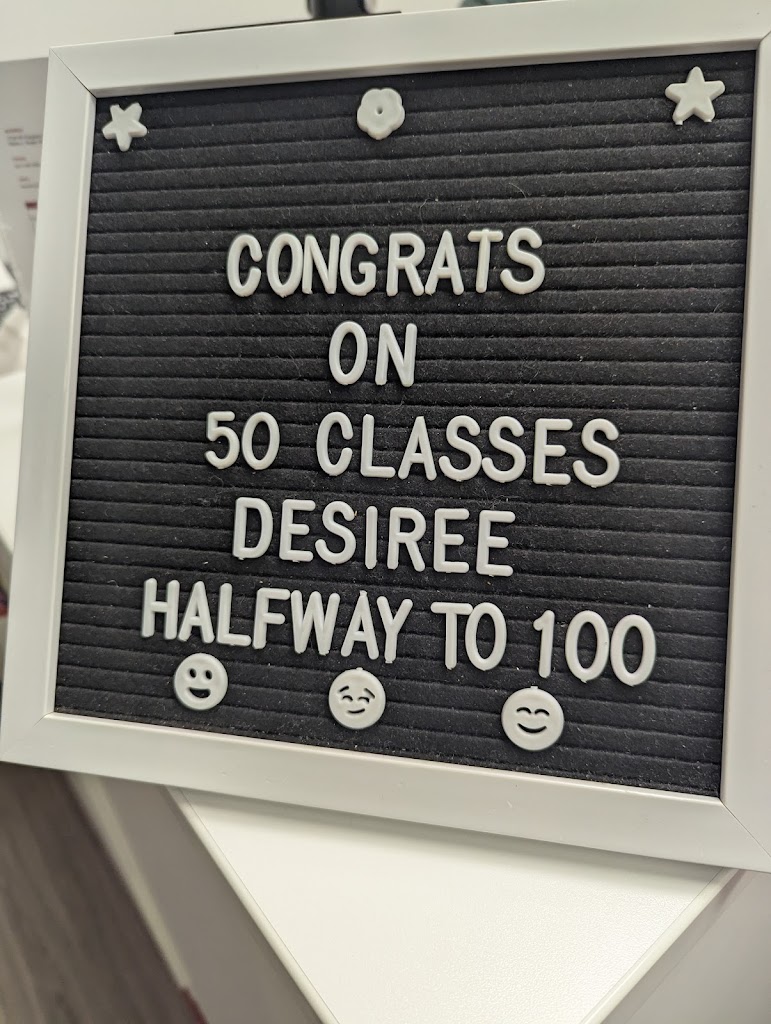 CONGRATS
ON
50 CLASSES
DESIREE
HALFWAY TO 100